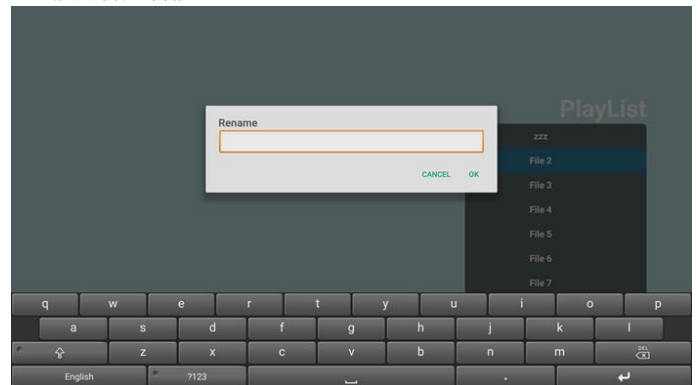 PlayList
Rename
zzz
File 2
CANCEL OK
File 3
File 4
File 5
File 6
File 7
q w e r t y u i o p
a s d f g h j k l
z x c v b n m DEL
English ?123 .